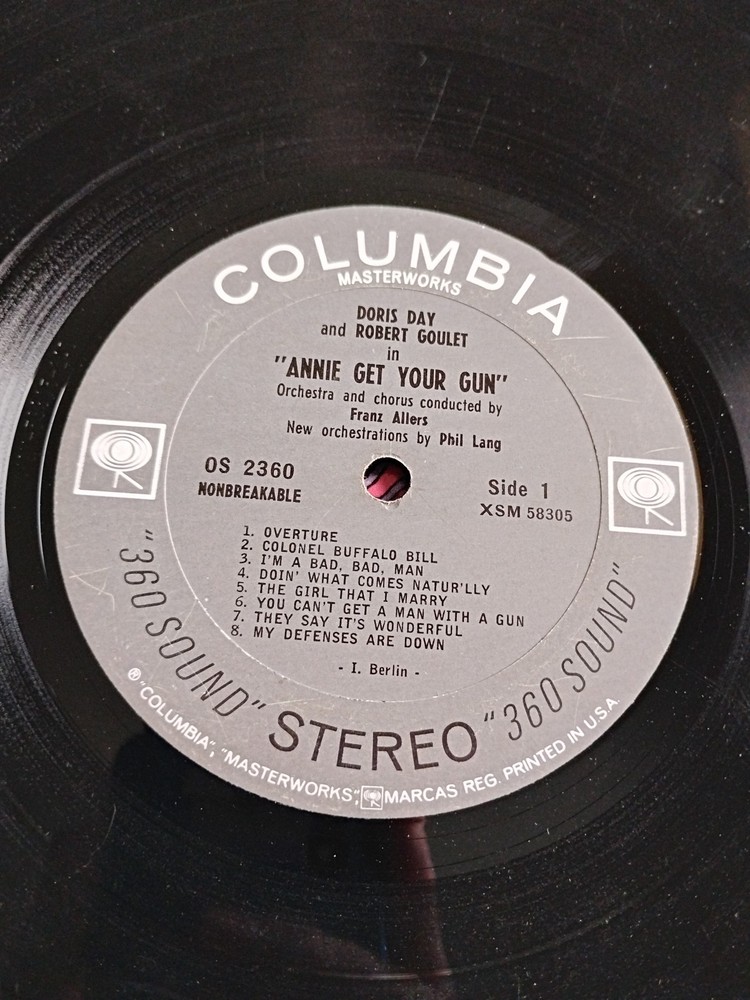 COLUMBIA
MASTERWORKS
DORIS DAY
and ROBERT GOULET
in
"ANNIE GET YOUR GUN"
Orchestra and chorus conducted by
Franz Allers
New orchestrations by Phil Lang
OS 2360
NONBREAKABLE
Side 1
XSM 58305
1. OVERTURE
2. COLONEL BUFFALO BILL
3. I'M A BAD, BAD, MAN
4. DOIN' WHAT COMES NATUR'LLY
5. THE GIRL THAT I MARRY
6. YOU CAN'T GET A MAN WITH A GUN
7. THEY SAY IT'S WONDERFUL
8. MY DEFENSES ARE DOWN
- I. Berlin -
"360 SOUND" STEREO "360 SOUND"
® "COLUMBIA", "MASTERWORKS", MARCAS REG. PRINTED IN U.S.A.